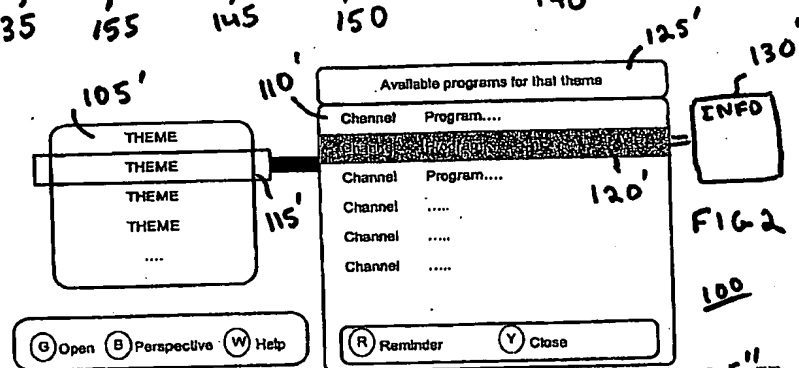 155 145 150
125'
130'
105' 110' Available programs for that theme
INFO
THEME Channel Program....
THEME
THEME Channel Program.... 120'
115'
THEME Channel .....
.... Channel .....
Channel .....
FIG 2
100
G Open B Perspective W Help R Reminder Y Close